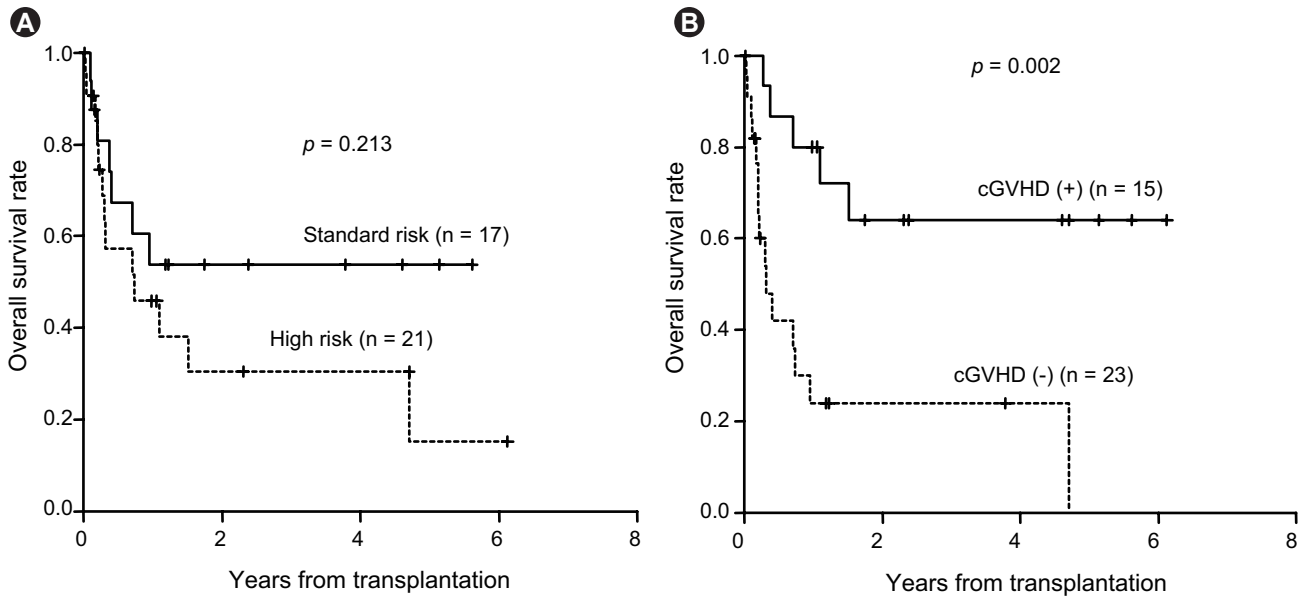 A
1.0
0.8
0.6
0.4
0.2
0.0
Overall survival rate
p = 0.213
Standard risk (n = 17)
High risk (n = 21)
0 2 4 6 8
Years from transplantation
B
1.0
0.8
0.6
0.4
0.2
0.0
Overall survival rate
p = 0.002
cGVHD (+) (n = 15)
cGVHD (-) (n = 23)
0 2 4 6 8
Years from transplantation